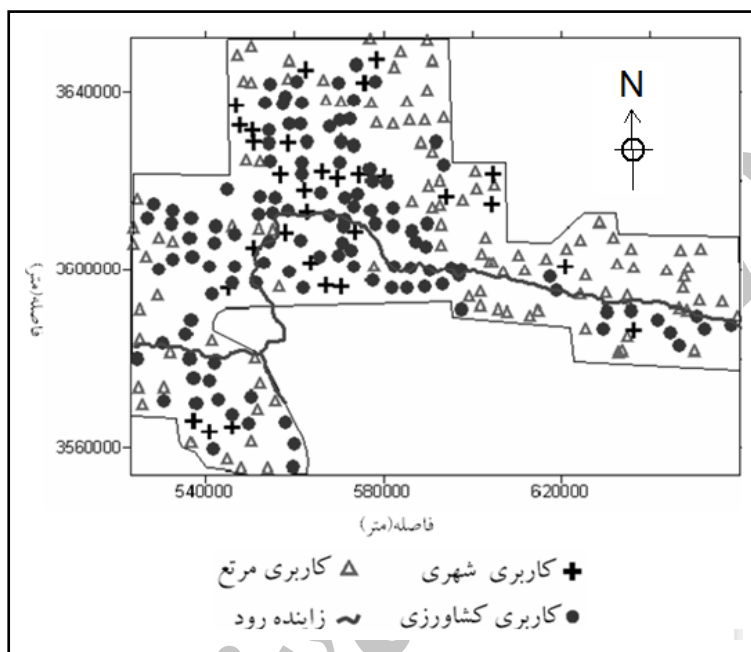 N
3640000
3600000
3560000
فاصله(متر)
540000
580000
620000
فاصله(متر)
کاربری شهری
کاربری مرتع
کاربری کشاورزی
زاینده رود